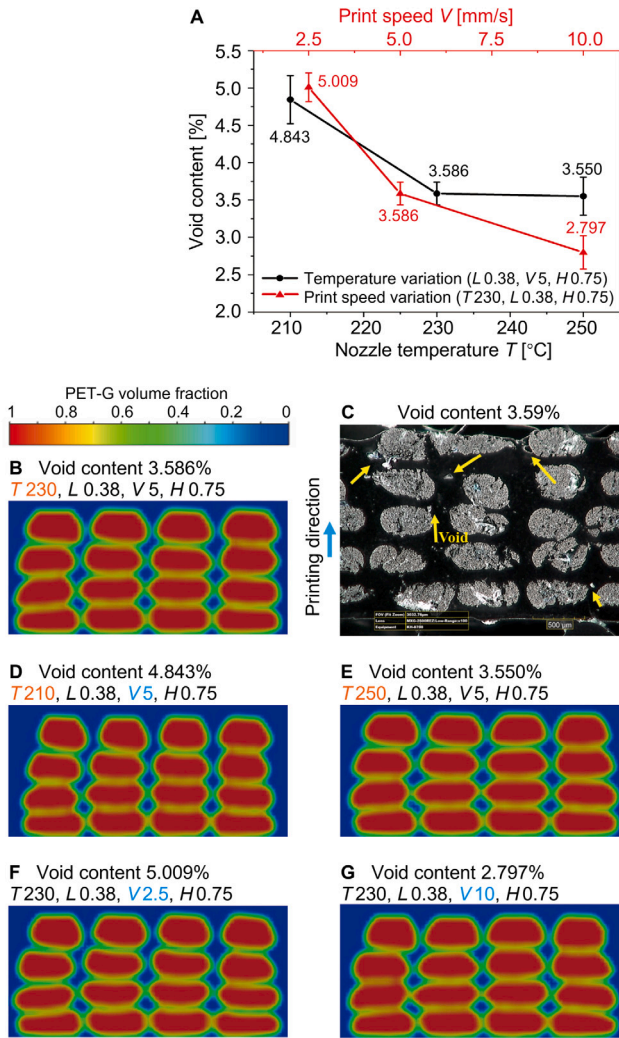 A
Print speed V [mm/s]
2.5 5.0 7.5 10.0
Void content [%]
5.5
5.0
4.5
4.0
3.5
3.0
2.5
2.0
5.009
4.843
3.586
3.586
3.550
2.797
Temperature variation (L 0.38, V 5, H 0.75)
Print speed variation (T 230, L 0.38, H 0.75)
210 220 230 240 250
Nozzle temperature T [°C]
PET-G volume fraction
1 0.8 0.6 0.4 0.2 0
B Void content 3.586%
T 230, L 0.38, V 5, H 0.75
C Void content 3.59%
Printing direction
Void
500 μm
D Void content 4.843%
T 210, L 0.38, V 5, H 0.75
E Void content 3.550%
T 250, L 0.38, V 5, H 0.75
F Void content 5.009%
T 230, L 0.38, V 2.5, H 0.75
G Void content 2.797%
T 230, L 0.38, V 10, H 0.75